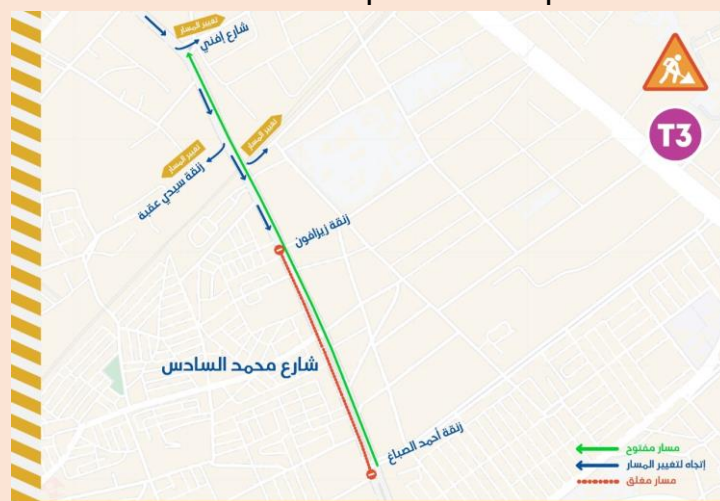 تغيير المسار
شارع إفني
T3
تغيير المسار
تغيير المسار
زنقة سيدي عقبة
زنقة زيزافون
شارع محمد السادس
زنقة أحمد الصباغ
مسار مفتوح
إتجاه لتغيير المسار
مسار مغلق